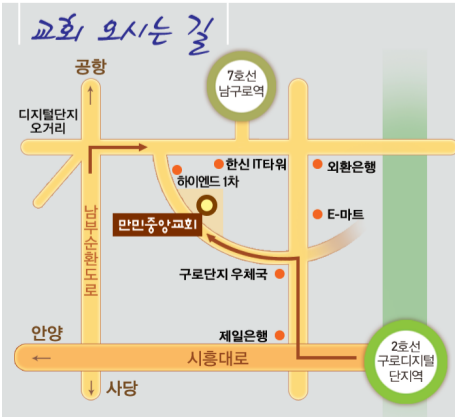 교회 오시는 길
공항
7호선
남구로역
디지털단지
오거리
한신 IT타워
외환은행
하이엔드 1차
남부순환도로
만민중앙교회
E-마트
구로단지 우체국
안양
제일은행
시흥대로
2호선
구로디지털
단지역
사당